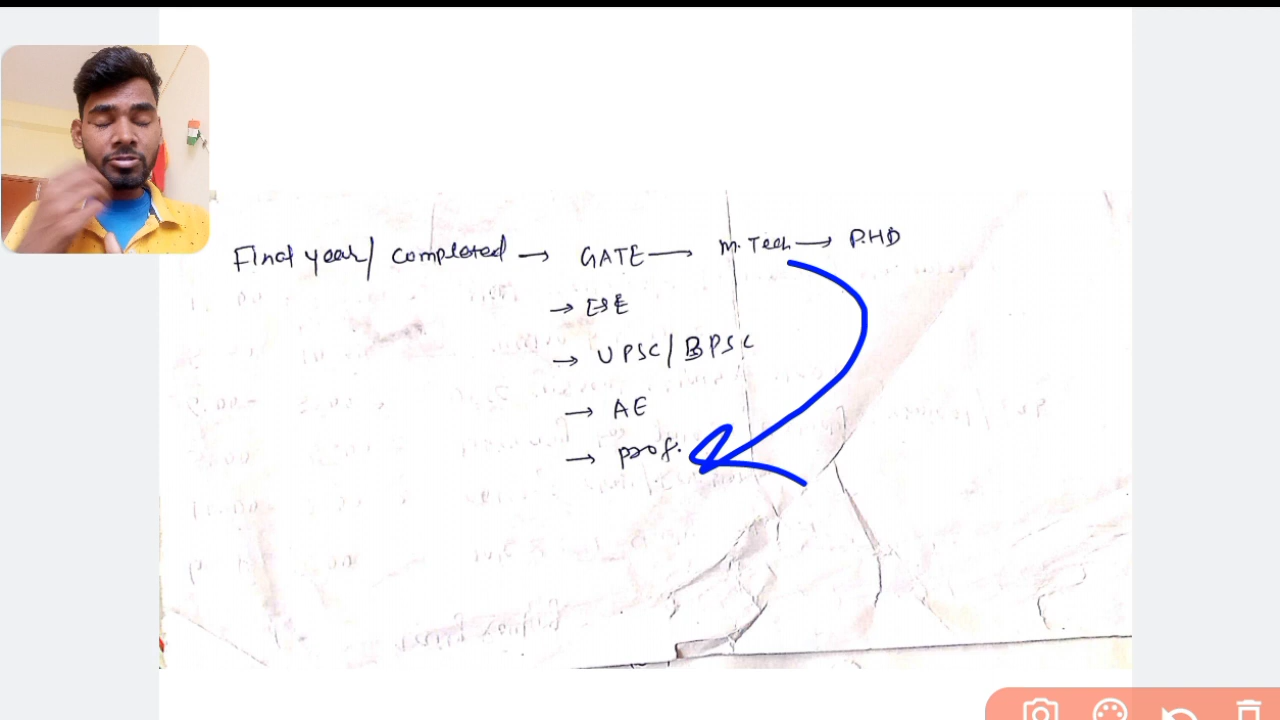 Final year/ completed → GATE → M.Tech → P.HD
→ ESE
→ UPSC/BPSC
→ AE
→ prof.